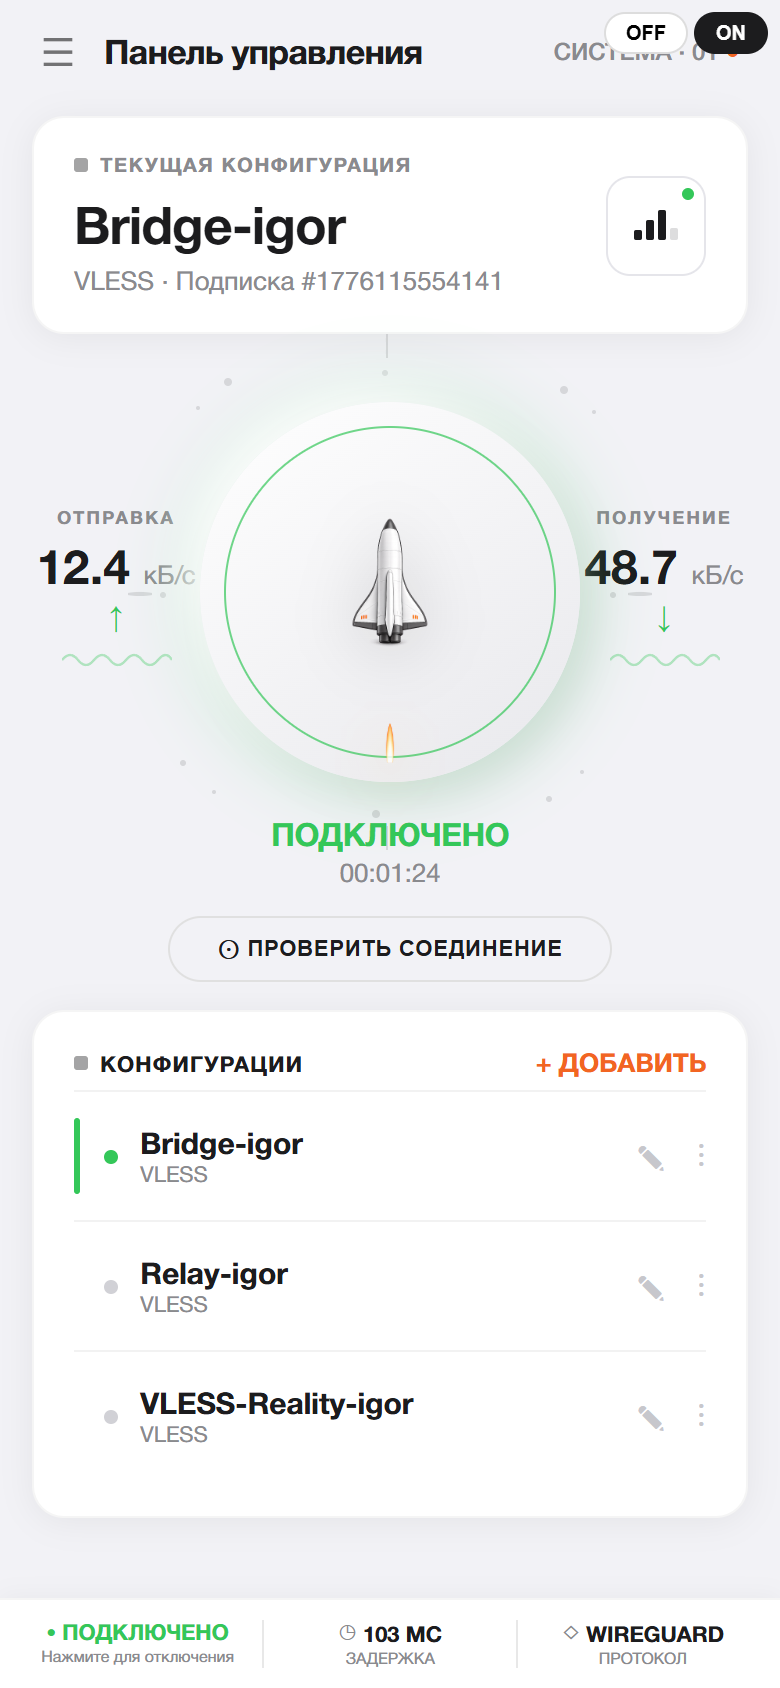 ☰ Панель управления
СИСТЕМА · 01
OFF
ON
ТЕКУЩАЯ КОНФИГУРАЦИЯ
Bridge-igor
VLESS · Подписка #1776115554141
ОТПРАВКА
12.4 кБ/с
↑
ПОЛУЧЕНИЕ
48.7 кБ/с
↓
ПОДКЛЮЧЕНО
00:01:24
ПРОВЕРИТЬ СОЕДИНЕНИЕ
КОНФИГУРАЦИИ
+ ДОБАВИТЬ
Bridge-igor
VLESS
Relay-igor
VLESS
VLESS-Reality-igor
VLESS
• ПОДКЛЮЧЕНО
Нажмите для отключения
103 МС
ЗАДЕРЖКА
WIREGUARD
ПРОТОКОЛ